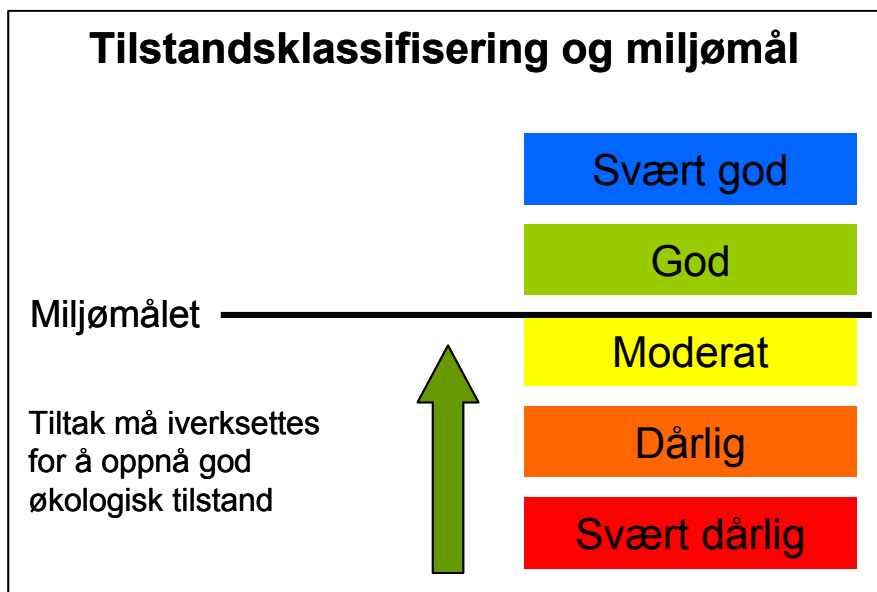 Tilstandsklassifisering og miljømål
Svært god
God
Miljømålet
Moderat
Tiltak må iverksettes
for å oppnå god
økologisk tilstand
Dårlig
Svært dårlig